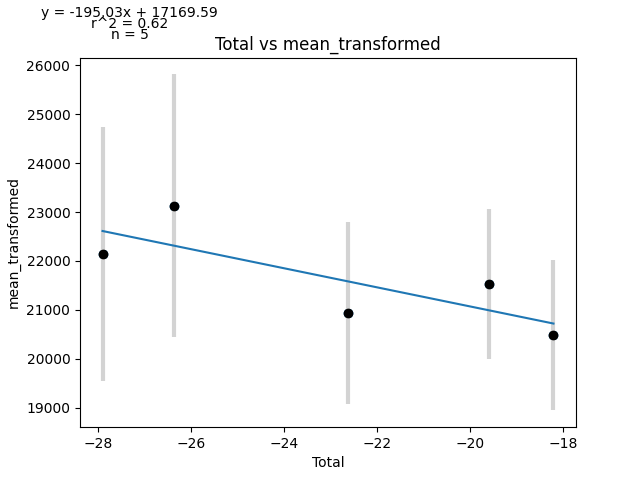 y = -195.03x + 17169.59
r^2 = 0.62
n = 5
Total vs mean_transformed
26000
25000
24000
23000
22000
21000
20000
19000
mean_transformed
−28
−26
−24
−22
−20
−18
Total